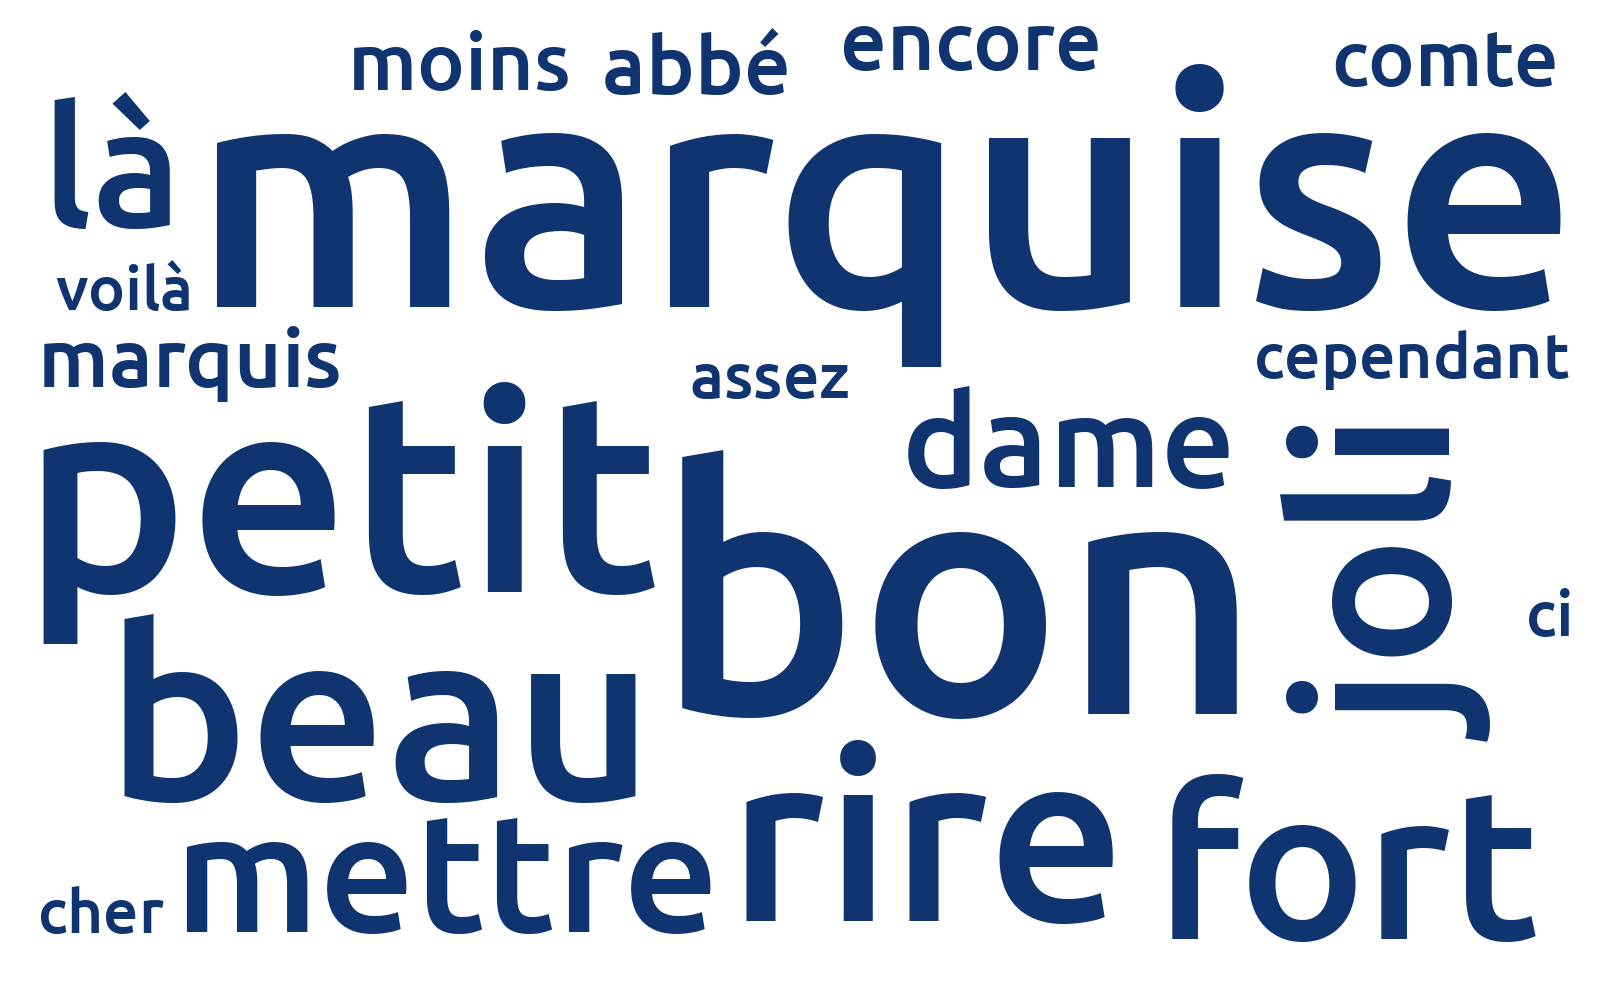 moins abbé encore comte
là marquise
voilà
marquis assez cependant
petit dame joli
bon ci
beau
mettre rire fort
cher